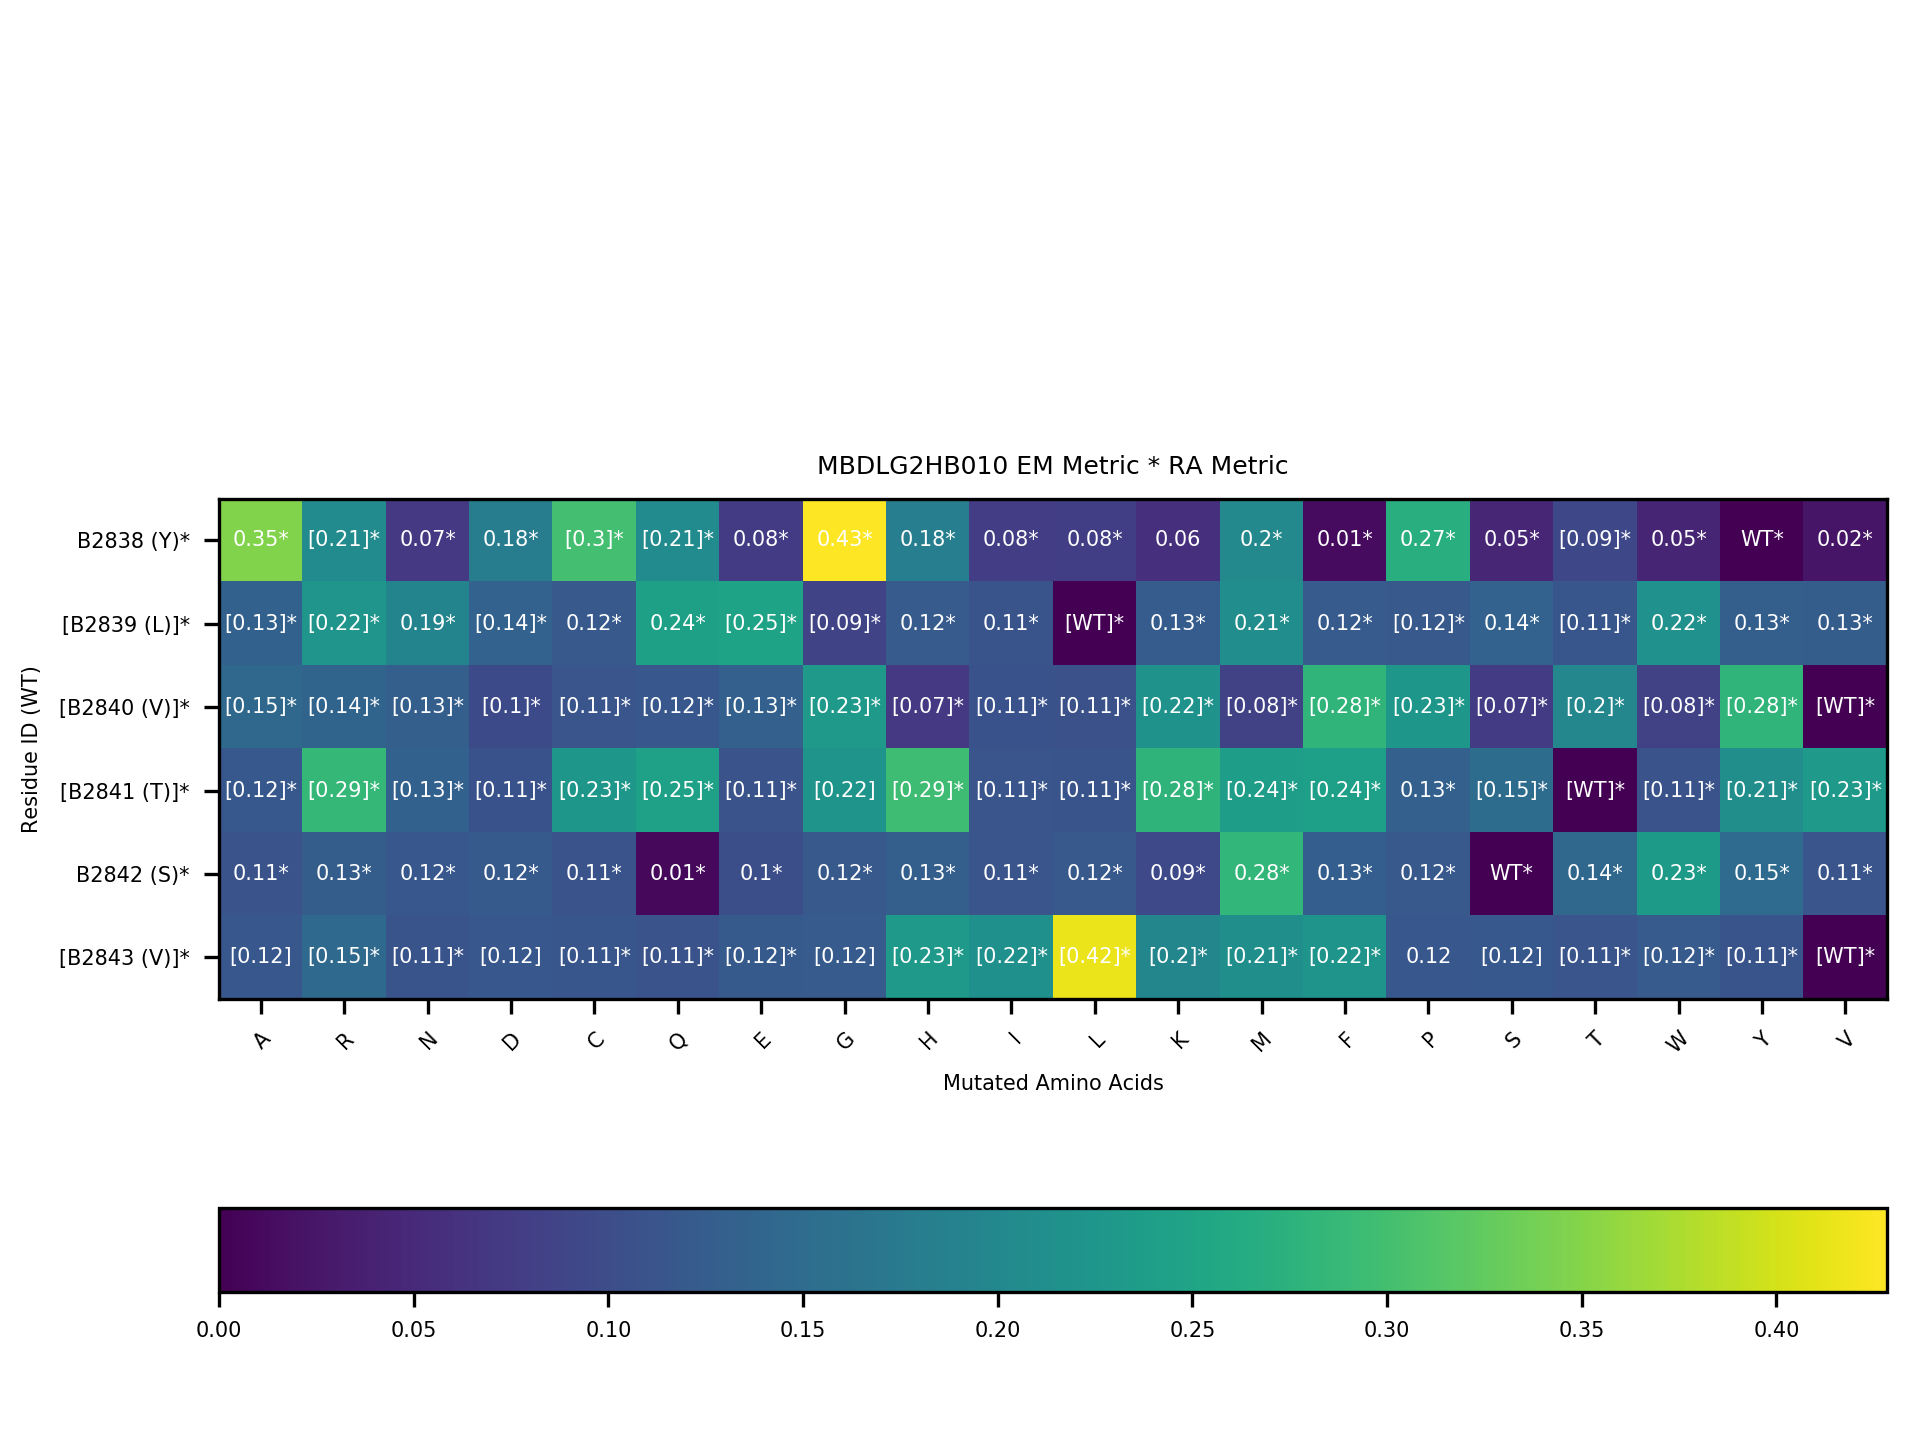 MBDLG2HB010 EM Metric * RA Metric
Residue ID (WT)
B2838 (Y)* 0.35* [0.21]* 0.07* 0.18* [0.3]* [0.21]* 0.08* 0.43* 0.18* 0.08* 0.08* 0.06 0.2* 0.01* 0.27* 0.05* [0.09]* 0.05* WT* 0.02*
[B2839 (L)]* [0.13]* [0.22]* 0.19* [0.14]* 0.12* 0.24* [0.25]* [0.09]* 0.12* 0.11* [WT]* 0.13* 0.21* 0.12* [0.12]* 0.14* [0.11]* 0.22* 0.13* 0.13*
[B2840 (V)]* [0.15]* [0.14]* [0.13]* [0.1]* [0.11]* [0.12]* [0.13]* [0.23]* [0.07]* [0.11]* [0.11]* [0.22]* [0.08]* [0.28]* [0.23]* [0.07]* [0.2]* [0.08]* [0.28]* [WT]*
[B2841 (T)]* [0.12]* [0.29]* [0.13]* [0.11]* [0.23]* [0.25]* [0.11]* [0.22] [0.29]* [0.11]* [0.11]* [0.28]* [0.24]* [0.24]* 0.13* [0.15]* [WT]* [0.11]* [0.21]* [0.23]*
B2842 (S)* 0.11* 0.13* 0.12* 0.12* 0.11* 0.01* 0.1* 0.12* 0.13* 0.11* 0.12* 0.09* 0.28* 0.13* 0.12* WT* 0.14* 0.23* 0.15* 0.11*
[B2843 (V)]* [0.12] [0.15]* [0.11]* [0.12] [0.11]* [0.11]* [0.12]* [0.12] [0.23]* [0.22]* [0.42]* [0.2]* [0.21]* [0.22]* 0.12 [0.12] [0.11]* [0.12]* [0.11]* [WT]*
A R N D C Q E G H I L K M F P S T W Y V
Mutated Amino Acids
0.00 0.05 0.10 0.15 0.20 0.25 0.30 0.35 0.40